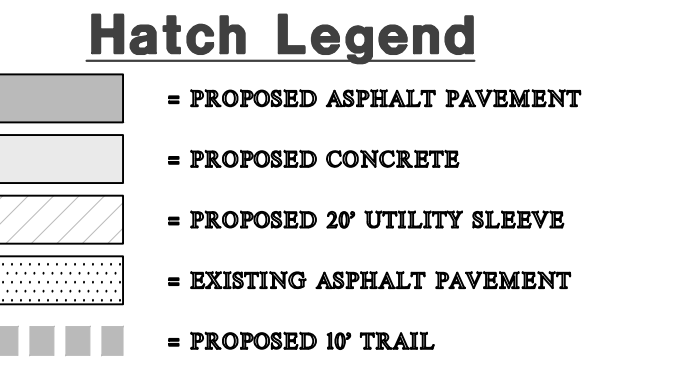 Hatch Legend
= PROPOSED ASPHALT PAVEMENT
= PROPOSED CONCRETE
= PROPOSED 20' UTILITY SLEEVE
= EXISTING ASPHALT PAVEMENT
= PROPOSED 10' TRAIL